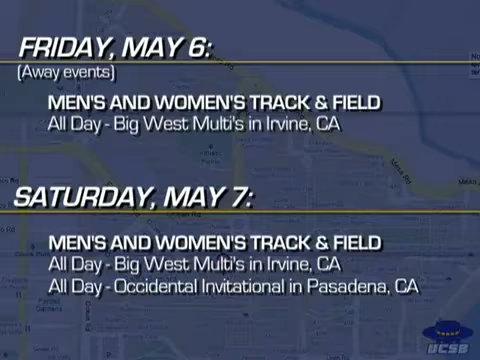 FRIDAY, MAY 6:
(Away events)
MEN'S AND WOMEN'S TRACK & FIELD
All Day - Big West Multi's in Irvine, CA
SATURDAY, MAY 7:
MEN'S AND WOMEN'S TRACK & FIELD
All Day - Big West Multi's in Irvine, CA
All Day - Occidental Invitational in Pasadena, CA
UCSB